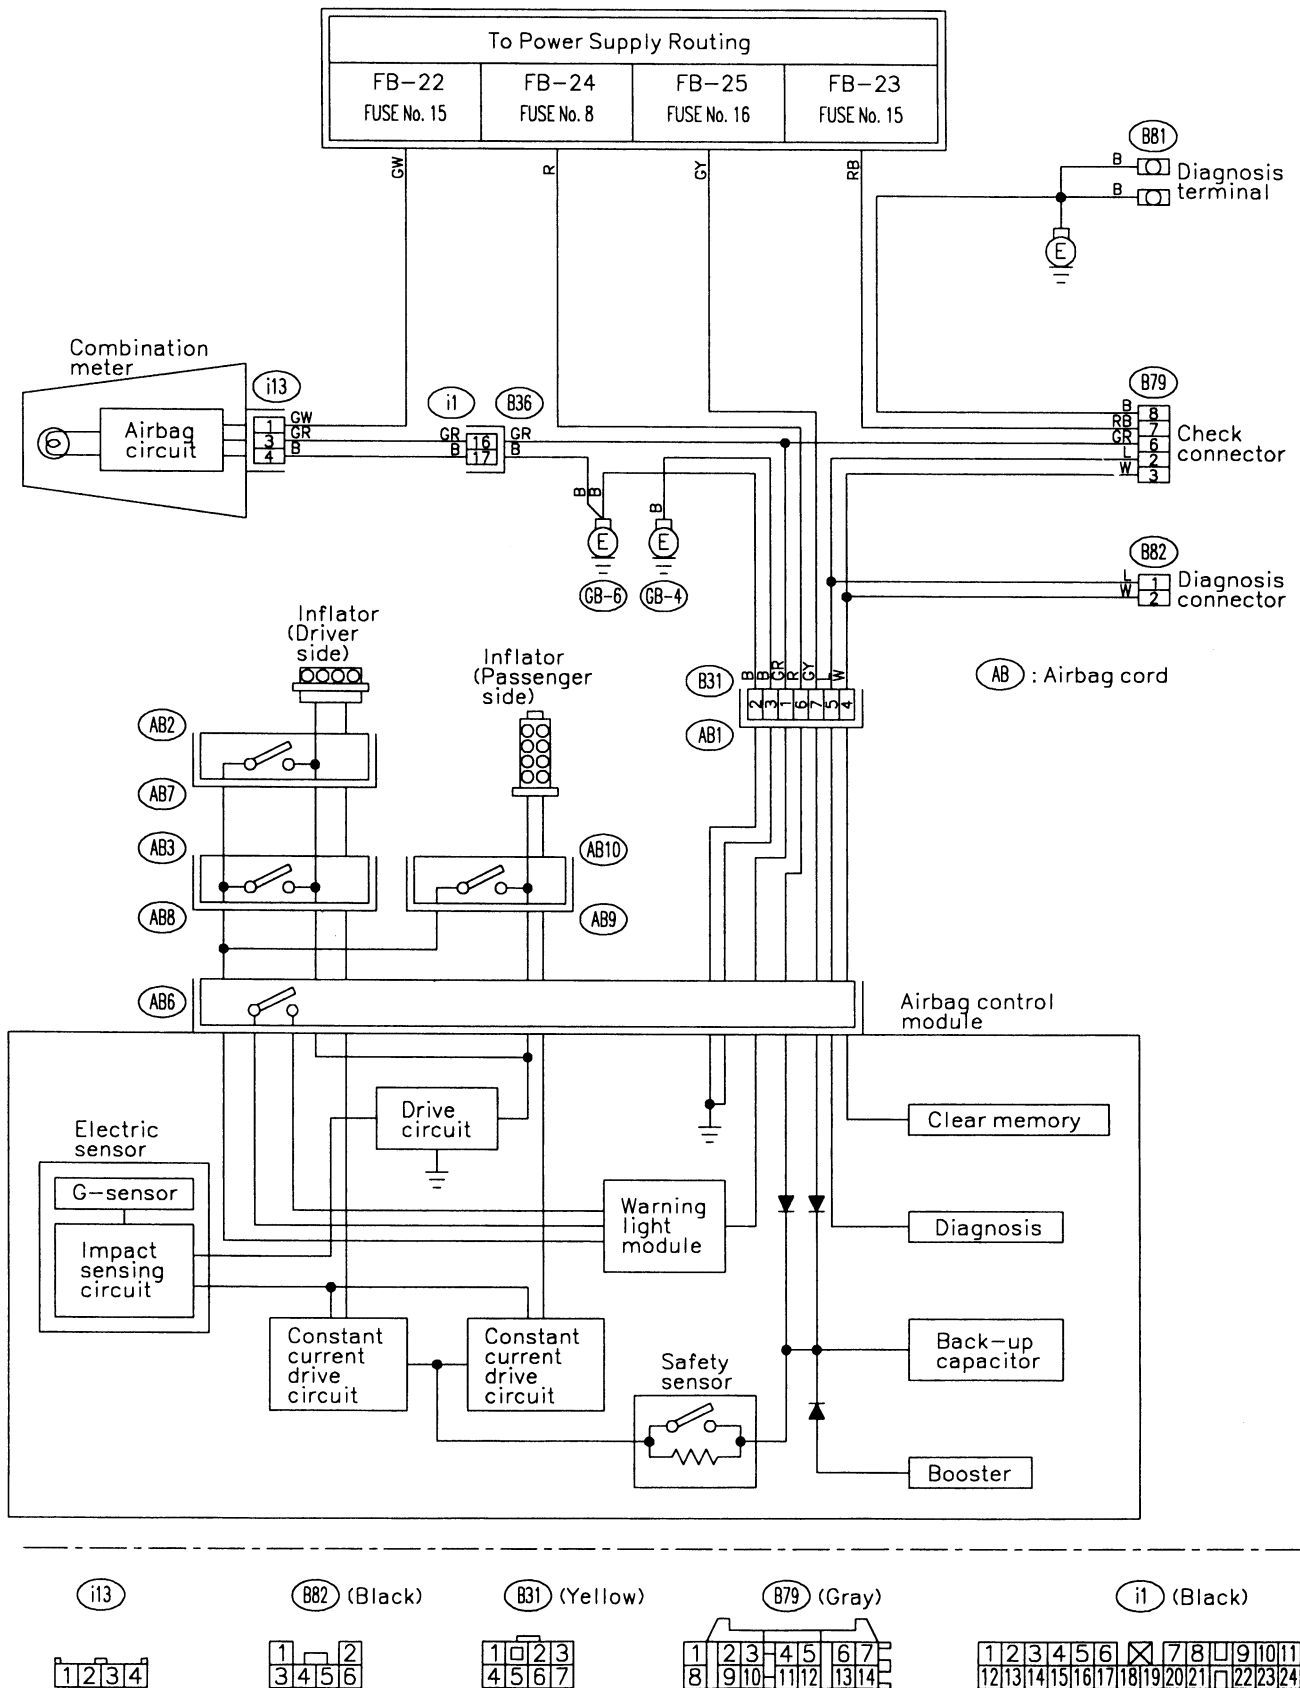 To Power Supply Routing
FB-22 FB-24 FB-25 FB-23
FUSE No. 15 FUSE No. 8 FUSE No. 16 FUSE No. 15
GW R GY RB
B81
B
B
Diagnosis
terminal
E
Combination
meter
Airbag
circuit
i13
1 GW
3 GR
4 B
i1 B36
GR 16 GR
B 17 B
B79
B 8
RB 7
GR 6
L 2
W 3
Check
connector
B B B
E E
GB-6 GB-4
B82
L 1
W 2
Diagnosis
connector
Inflator
(Driver
side)
Inflator
(Passenger
side)
AB : Airbag cord
B B GR R GY L W
B31
2 3 1 6 7 5 4
AB1
AB2
AB7
AB3
AB8
AB10
AB9
AB6
Airbag control
module
Drive
circuit
Clear memory
Electric
sensor
G-sensor
Impact
sensing
circuit
Warning
light
module
Diagnosis
Constant
current
drive
circuit
Constant
current
drive
circuit
Back-up
capacitor
Safety
sensor
Booster
i13 B82 (Black) B31 (Yellow) B79 (Gray) i1 (Black)
1 2 3 4
1 2
3 4 5 6
1 2 3
4 5 6 7
1 2 3 4 5 6 7
8 9 10 11 12 13 14
1 2 3 4 5 6 7 8 9 10 11
12 13 14 15 16 17 18 19 20 21 22 23 24